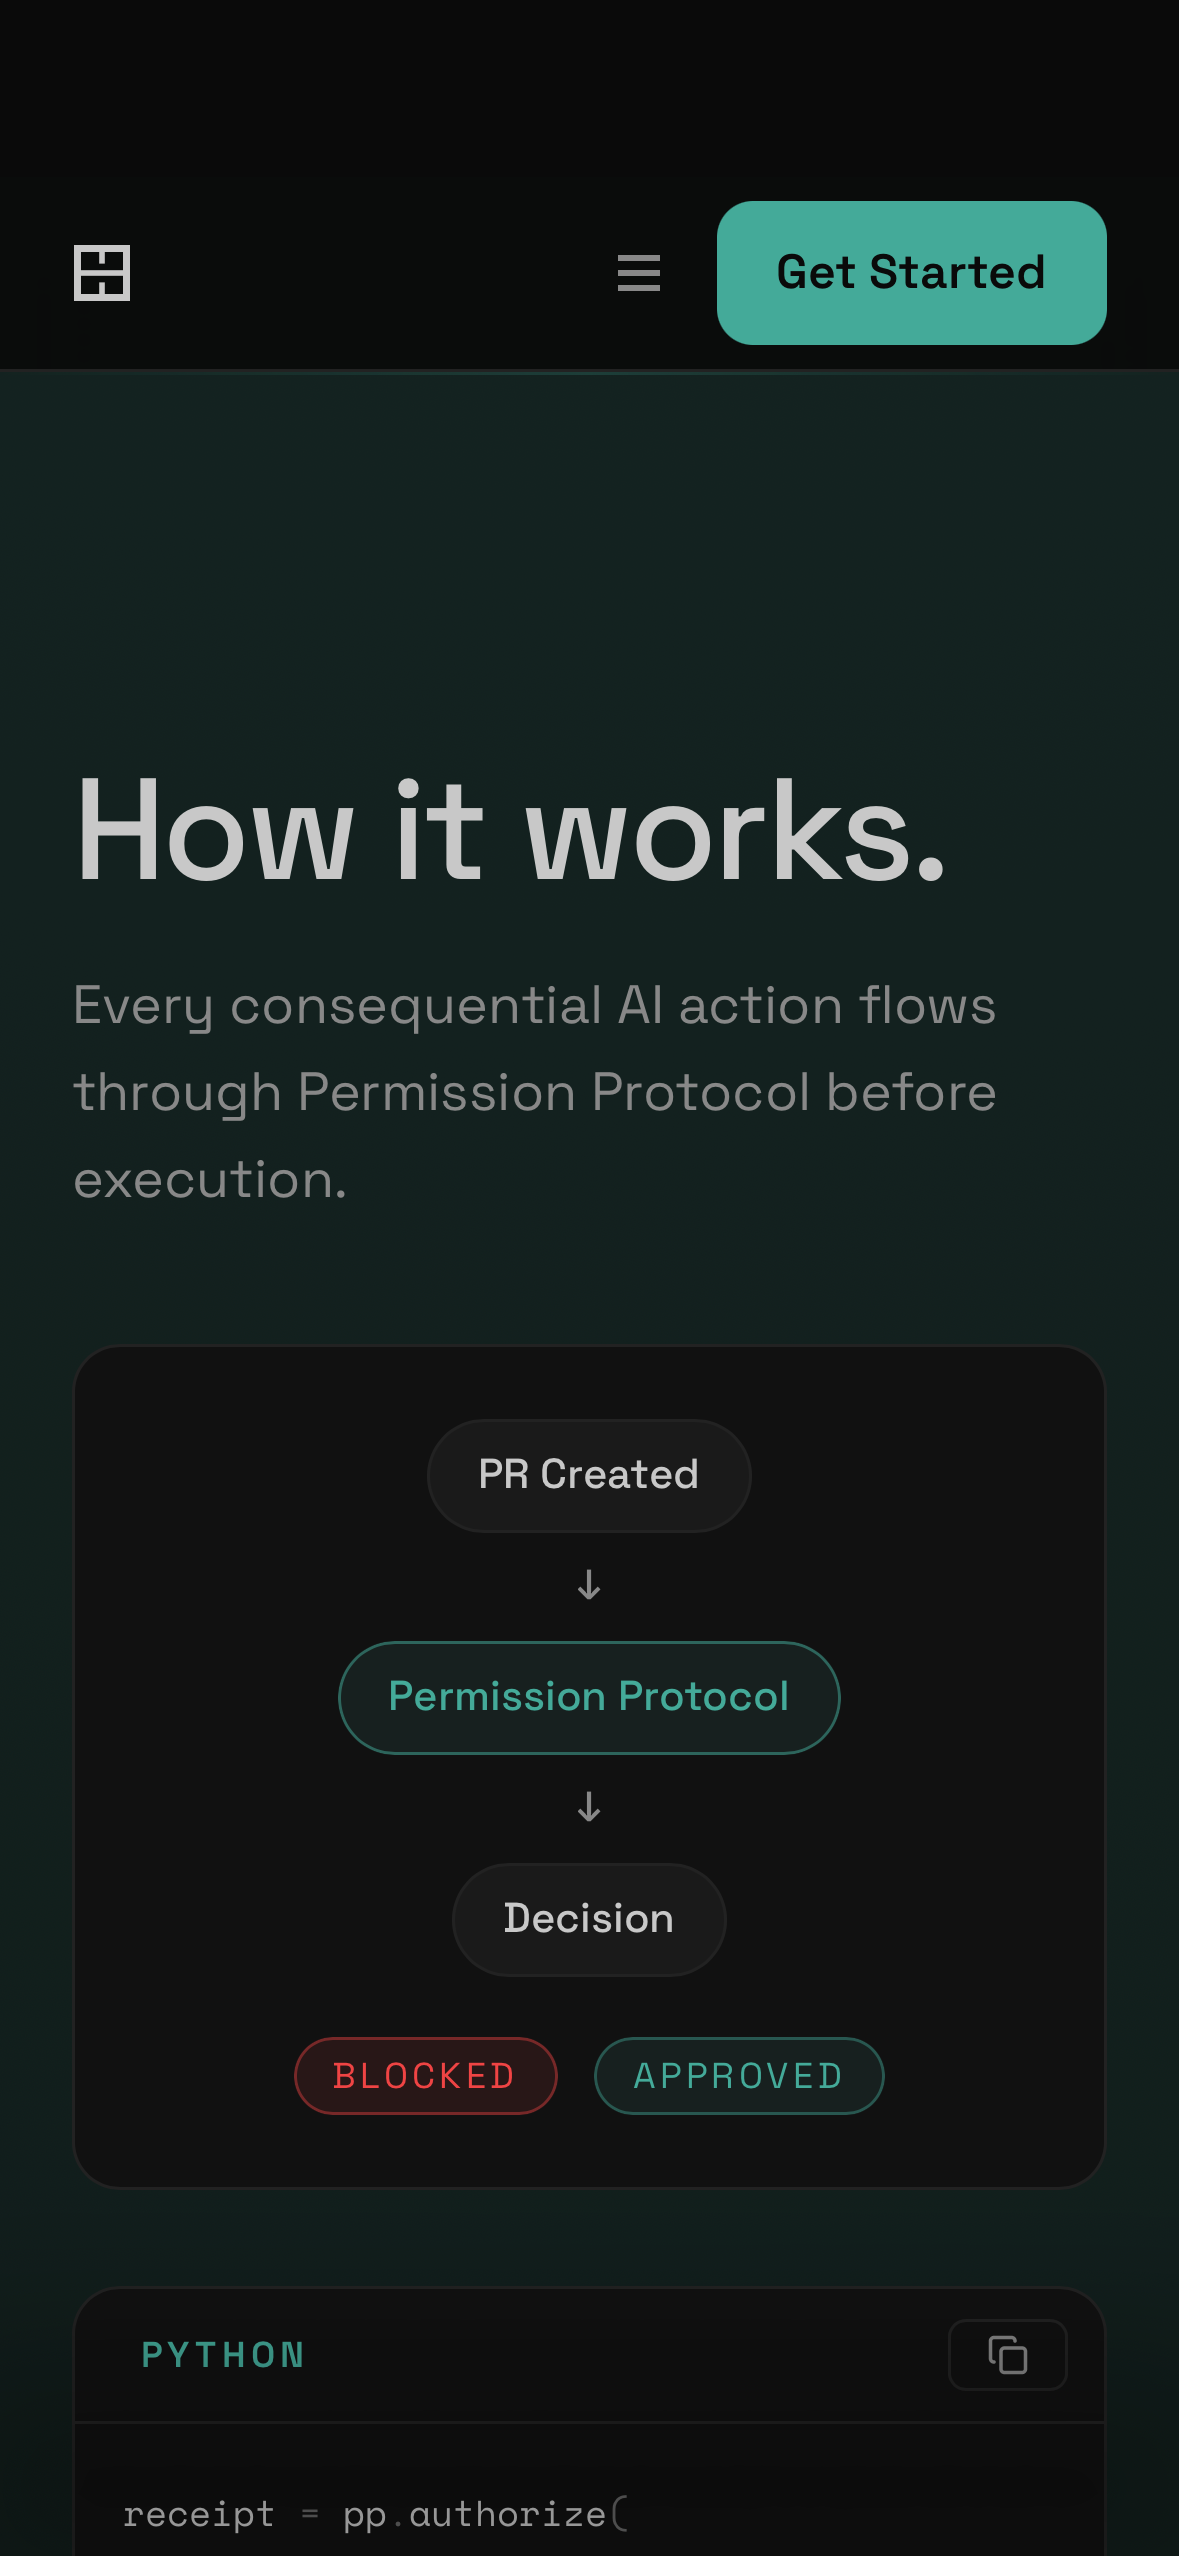 Get Started
How it works.
Every consequential AI action flows
through Permission Protocol before
execution.
PR Created
↓
Permission Protocol
↓
Decision
BLOCKED APPROVED
PYTHON
receipt = pp.authorize(